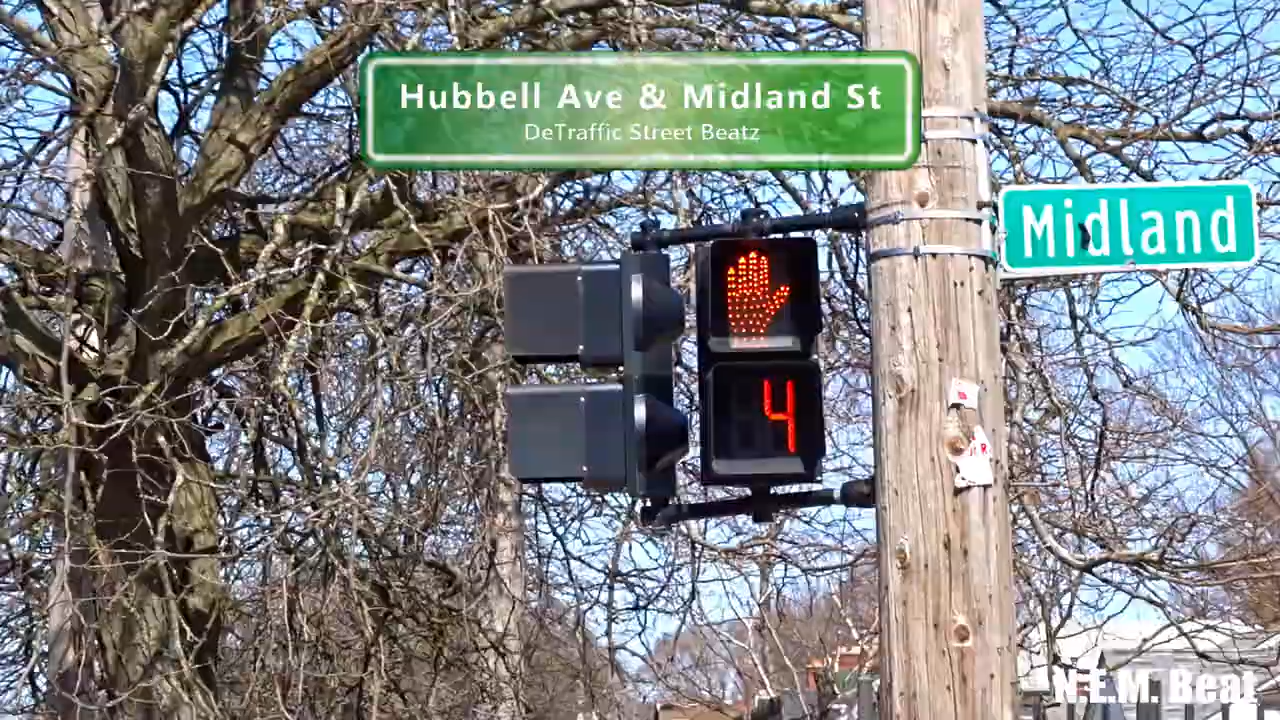 Hubbell Ave & Midland St
DeTraffic Street Beatz
Midland
4
N.E.M. Beat